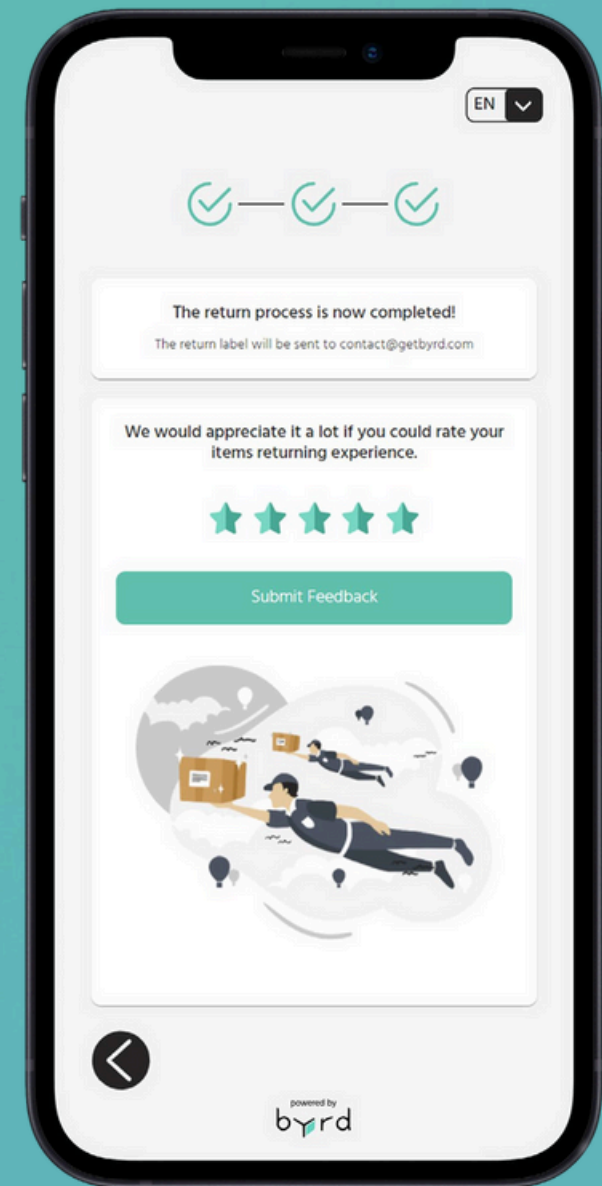 EN
The return process is now completed!
The return label will be sent to contact@getbyrd.com
We would appreciate it a lot if you could rate your
items returning experience.
Submit Feedback
powered by
byrd